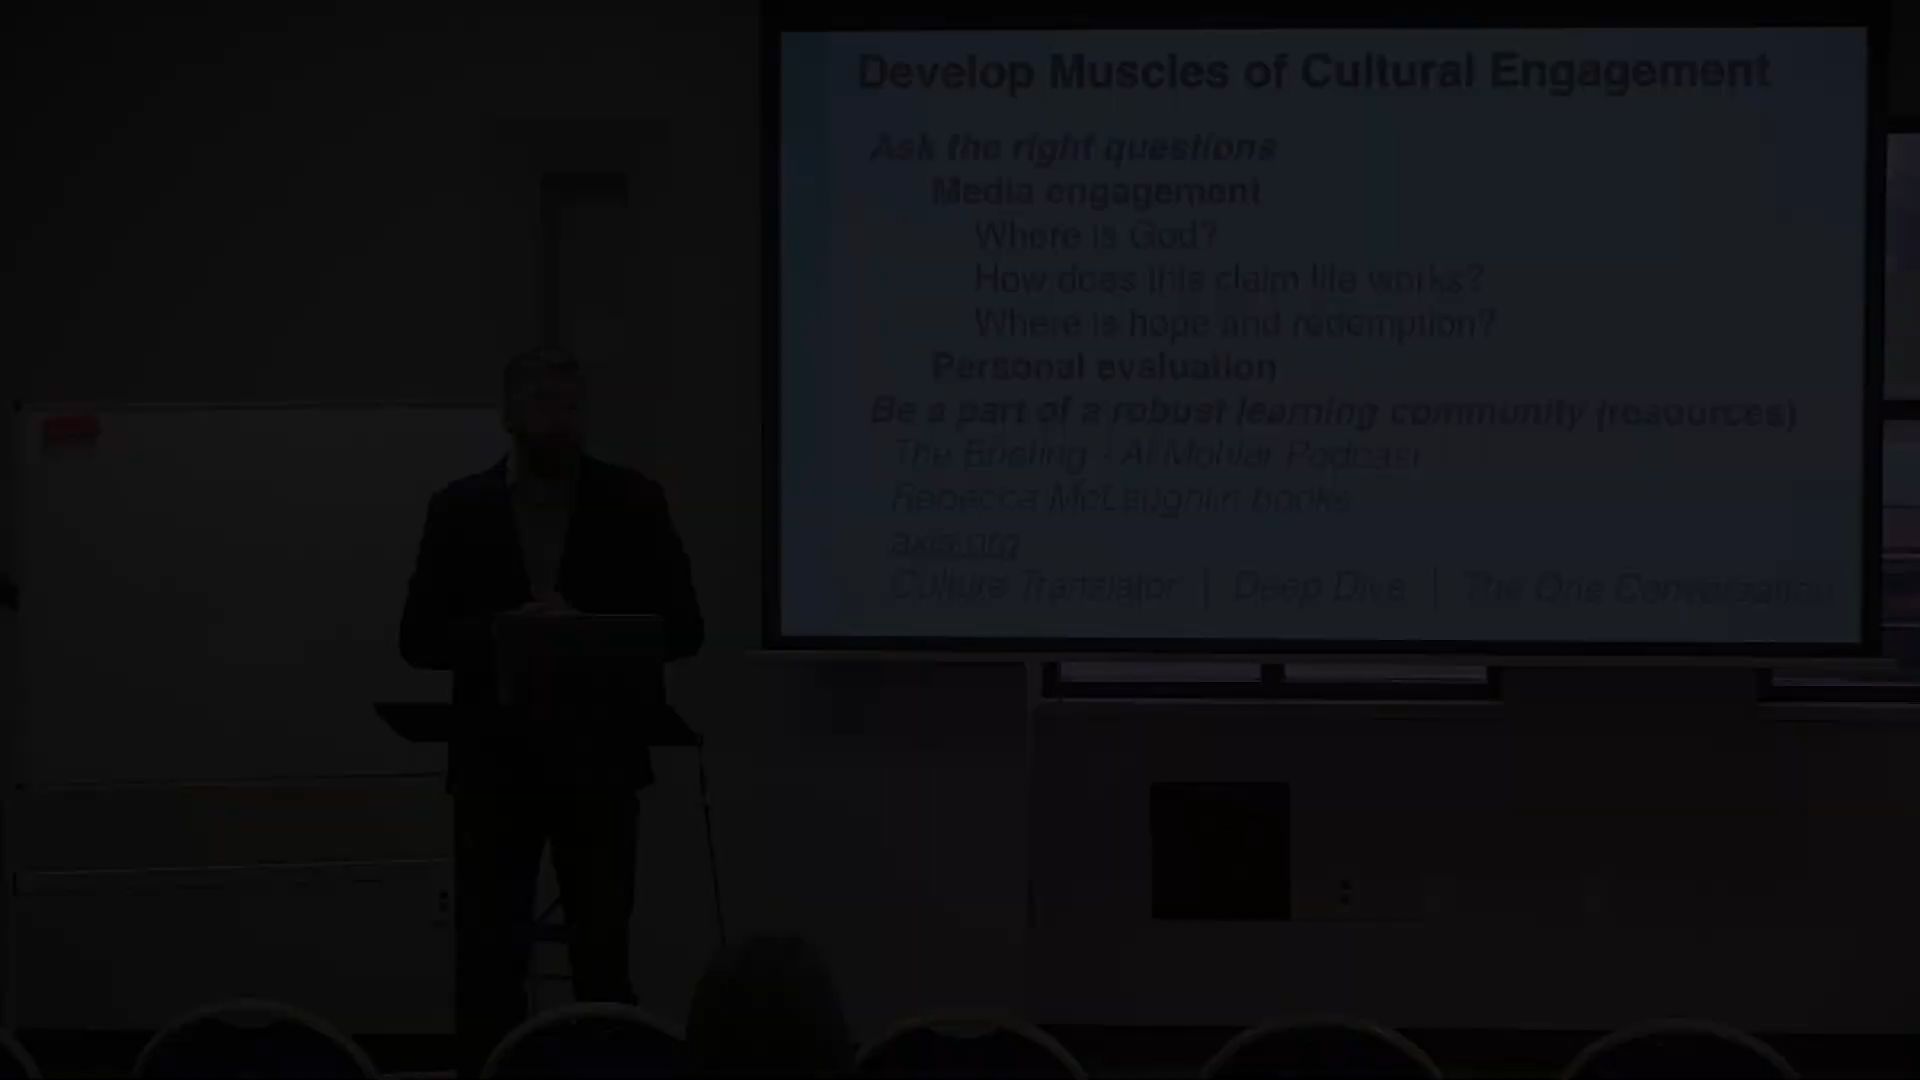 Develop Muscles of Cultural Engagement
Ask the right questions
Media engagement
Where is God?
How does this claim life works?
Where is hope and redemption?
Personal evaluation
Be a part of a robust learning community (resources)
The Briefing - Al Mohler Podcast
Rebecca McLaughlin books
axis.org
Culture Translator | Deep Dive | The One Conversation